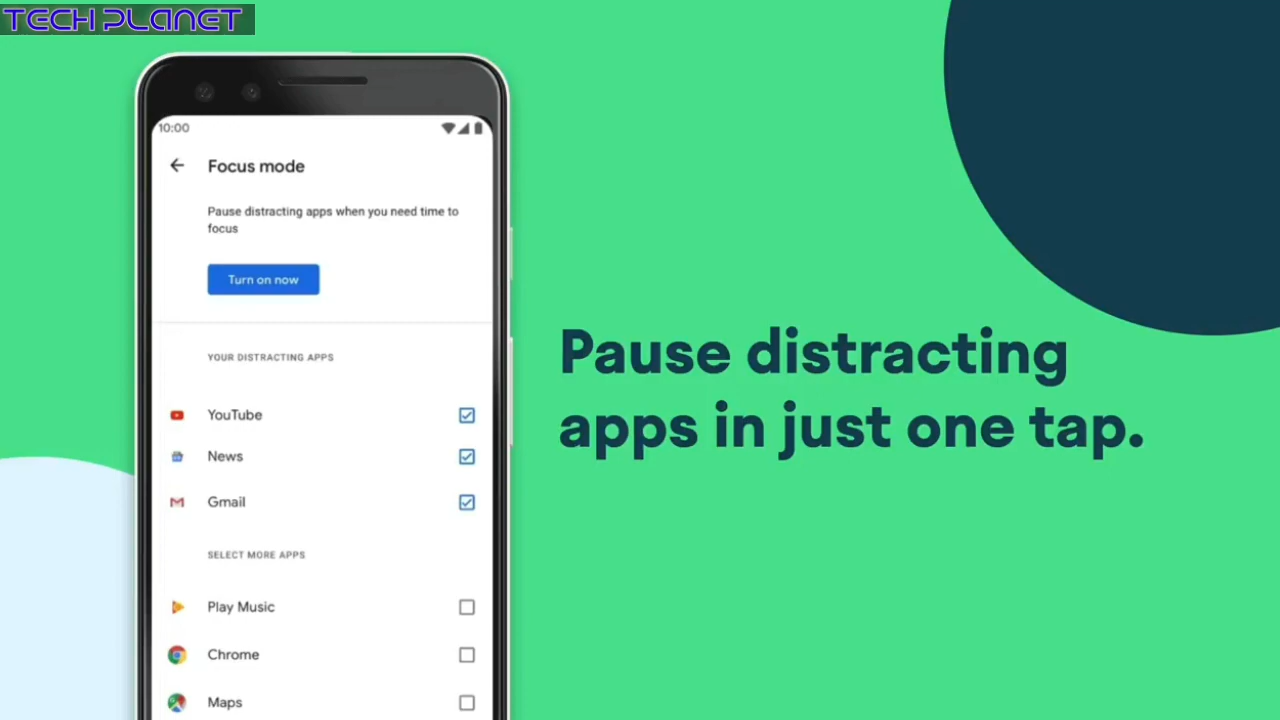 TECH PLANET
10:00
Focus mode
Pause distracting apps when you need time to
focus
Turn on now
YOUR DISTRACTING APPS
YouTube
News
Gmail
SELECT MORE APPS
Play Music
Chrome
Maps
Pause distracting
apps in just one tap.